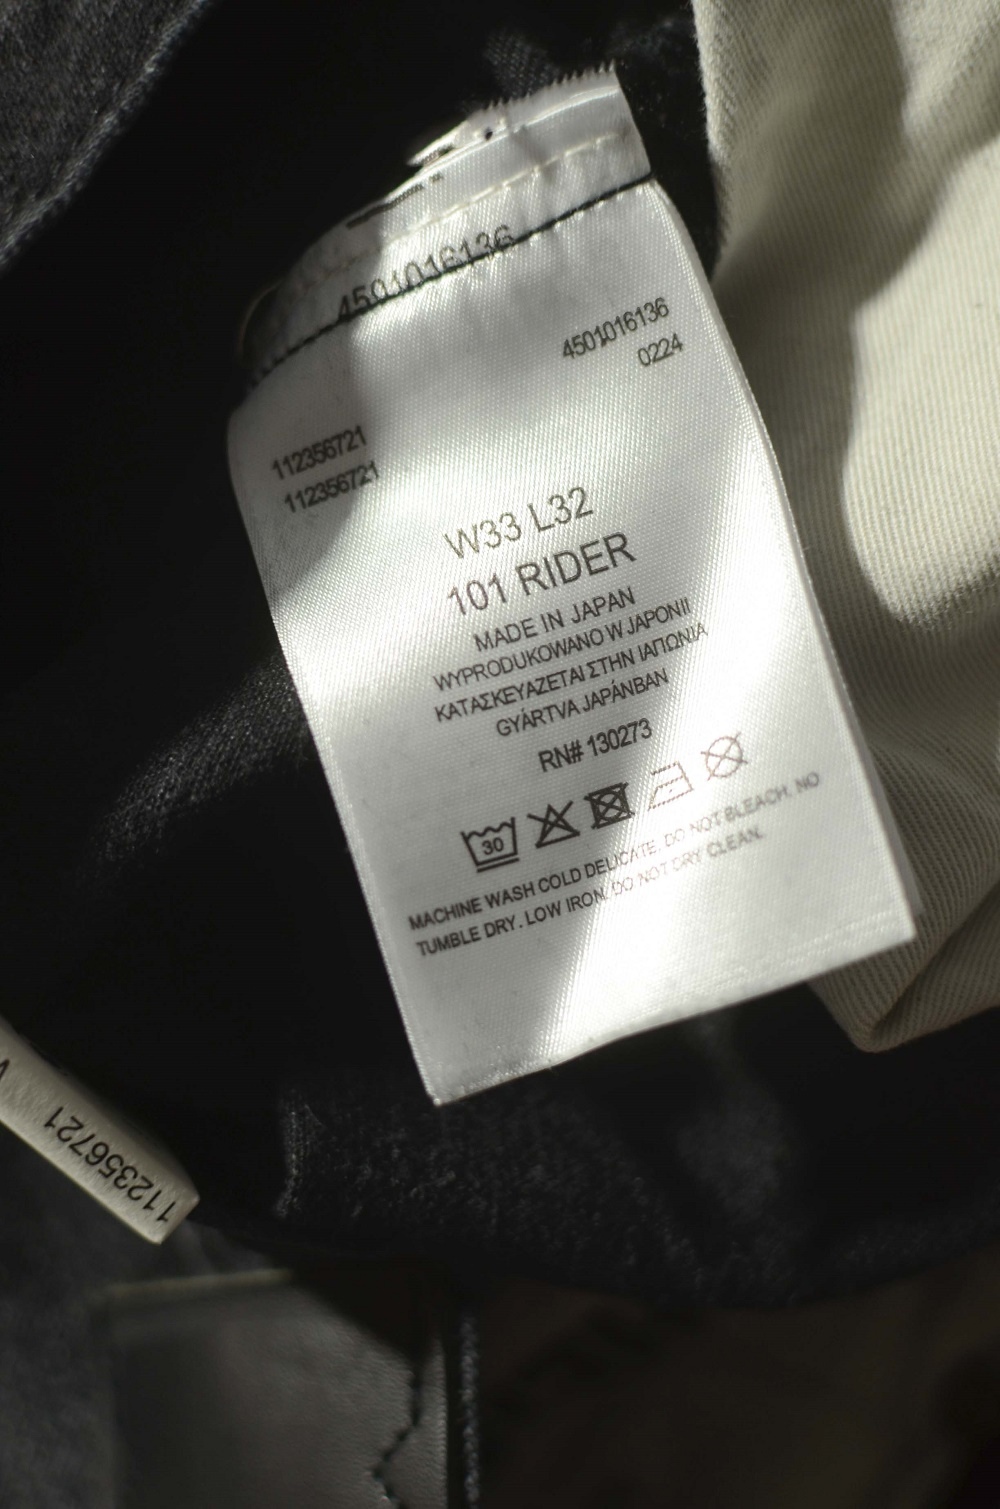 4501016136
4501016136
0224
112356721
112356721
W33 L32
101 RIDER
MADE IN JAPAN
WYPRODUKOWANO W JAPONII
ΚΑΤΑΣΚΕΥΑΖΕΤΑΙ ΣΤΗΝ ΙΑΠΩΝΙΑ
GYÁRTVA JAPÁNBAN
RN# 130273
30
MACHINE WASH COLD DELICATE. DO NOT BLEACH. NO
TUMBLE DRY. LOW IRON. DO NOT DRY CLEAN.
112356721